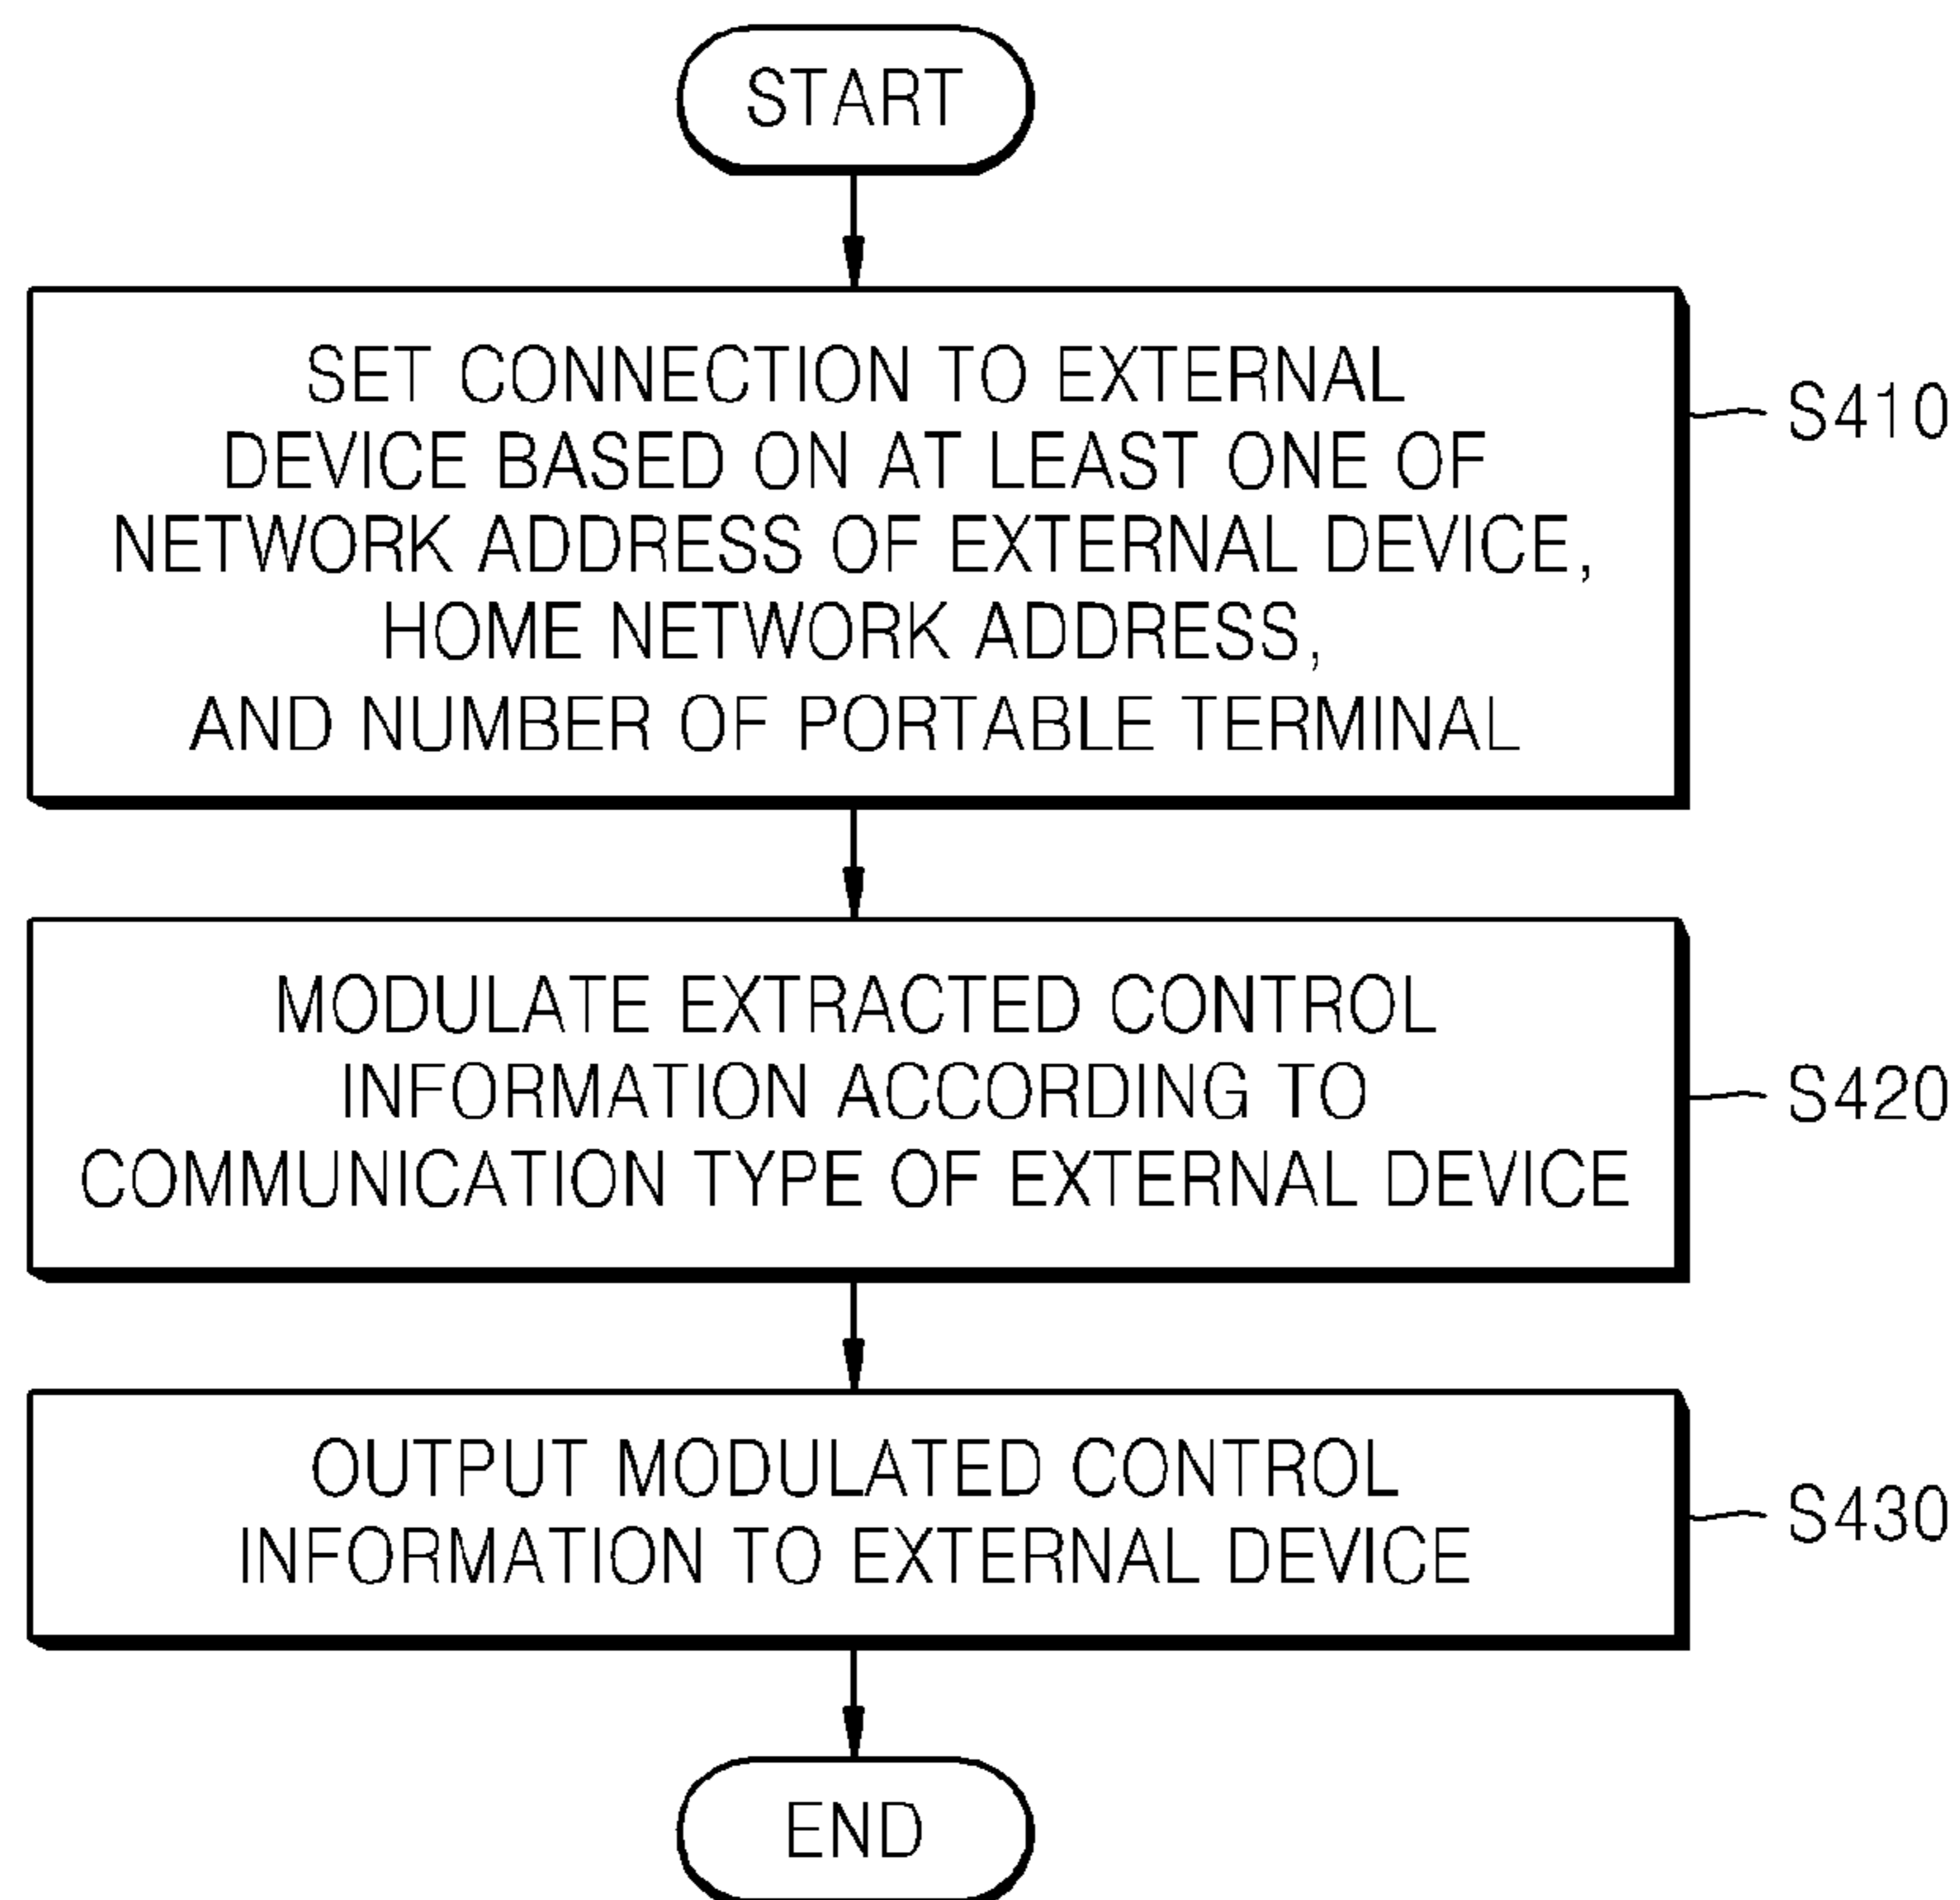 START
SET CONNECTION TO EXTERNAL
DEVICE BASED ON AT LEAST ONE OF
NETWORK ADDRESS OF EXTERNAL DEVICE,
HOME NETWORK ADDRESS,
AND NUMBER OF PORTABLE TERMINAL
S410
MODULATE EXTRACTED CONTROL
INFORMATION ACCORDING TO
COMMUNICATION TYPE OF EXTERNAL DEVICE
S420
OUTPUT MODULATED CONTROL
INFORMATION TO EXTERNAL DEVICE
S430
END